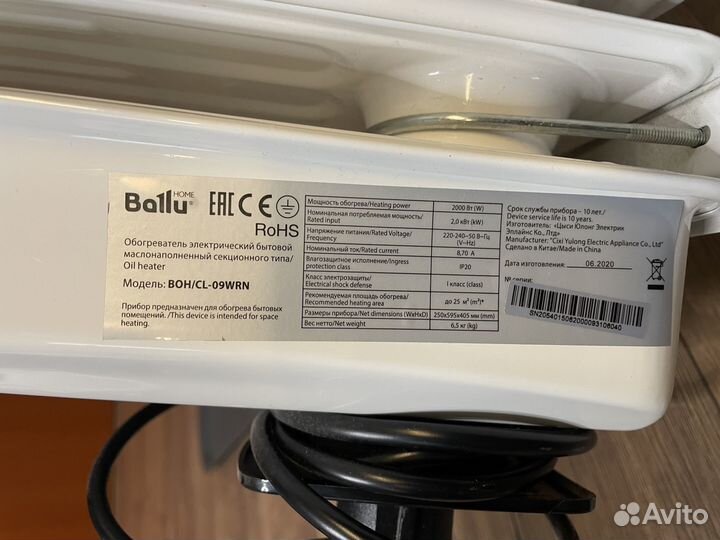 Ballu HOME
EAC CE
RoHS
Обогреватель электрический бытовой
маслонаполненный секционного типа/
Oil heater
Модель: BOH/CL-09WRN
Прибор предназначен для обогрева бытовых
помещений. /This device is intended for space
heating.
Мощность обогрева/Heating power 2000 Вт (W)
Номинальная потребляемая мощность/
Rated input 2,0 кВт (kW)
Напряжение питания/Rated Voltage/
Frequency 220-240~50 В~Гц
(V~Hz)
Номинальный ток/Rated current 8,70 A
Влагозащитное исполнение/Ingress
protection class IP20
Класс электрозащиты/
Electrical shock defense I класс (class)
Рекомендуемая площадь обогрева/
Recommended heating area до 25 м² (m²)*
Размеры прибора/Net dimensions (WxHxD) 250x595x405 мм (mm)
Вес нетто/Net weight 6,5 кг (kg)
Срок службы прибора – 10 лет./
Device service life is 10 years.
Изготовитель: «Цыси Юлонг Электрик
Эплайнс Ко., Лтд»
Manufacturer: "Cixi Yulong Electric Appliance Co., Ltd"
Сделано в Китае/Made in China
Дата изготовления: 06.2020
№ серии:
SN2054015062000093106040
Avito